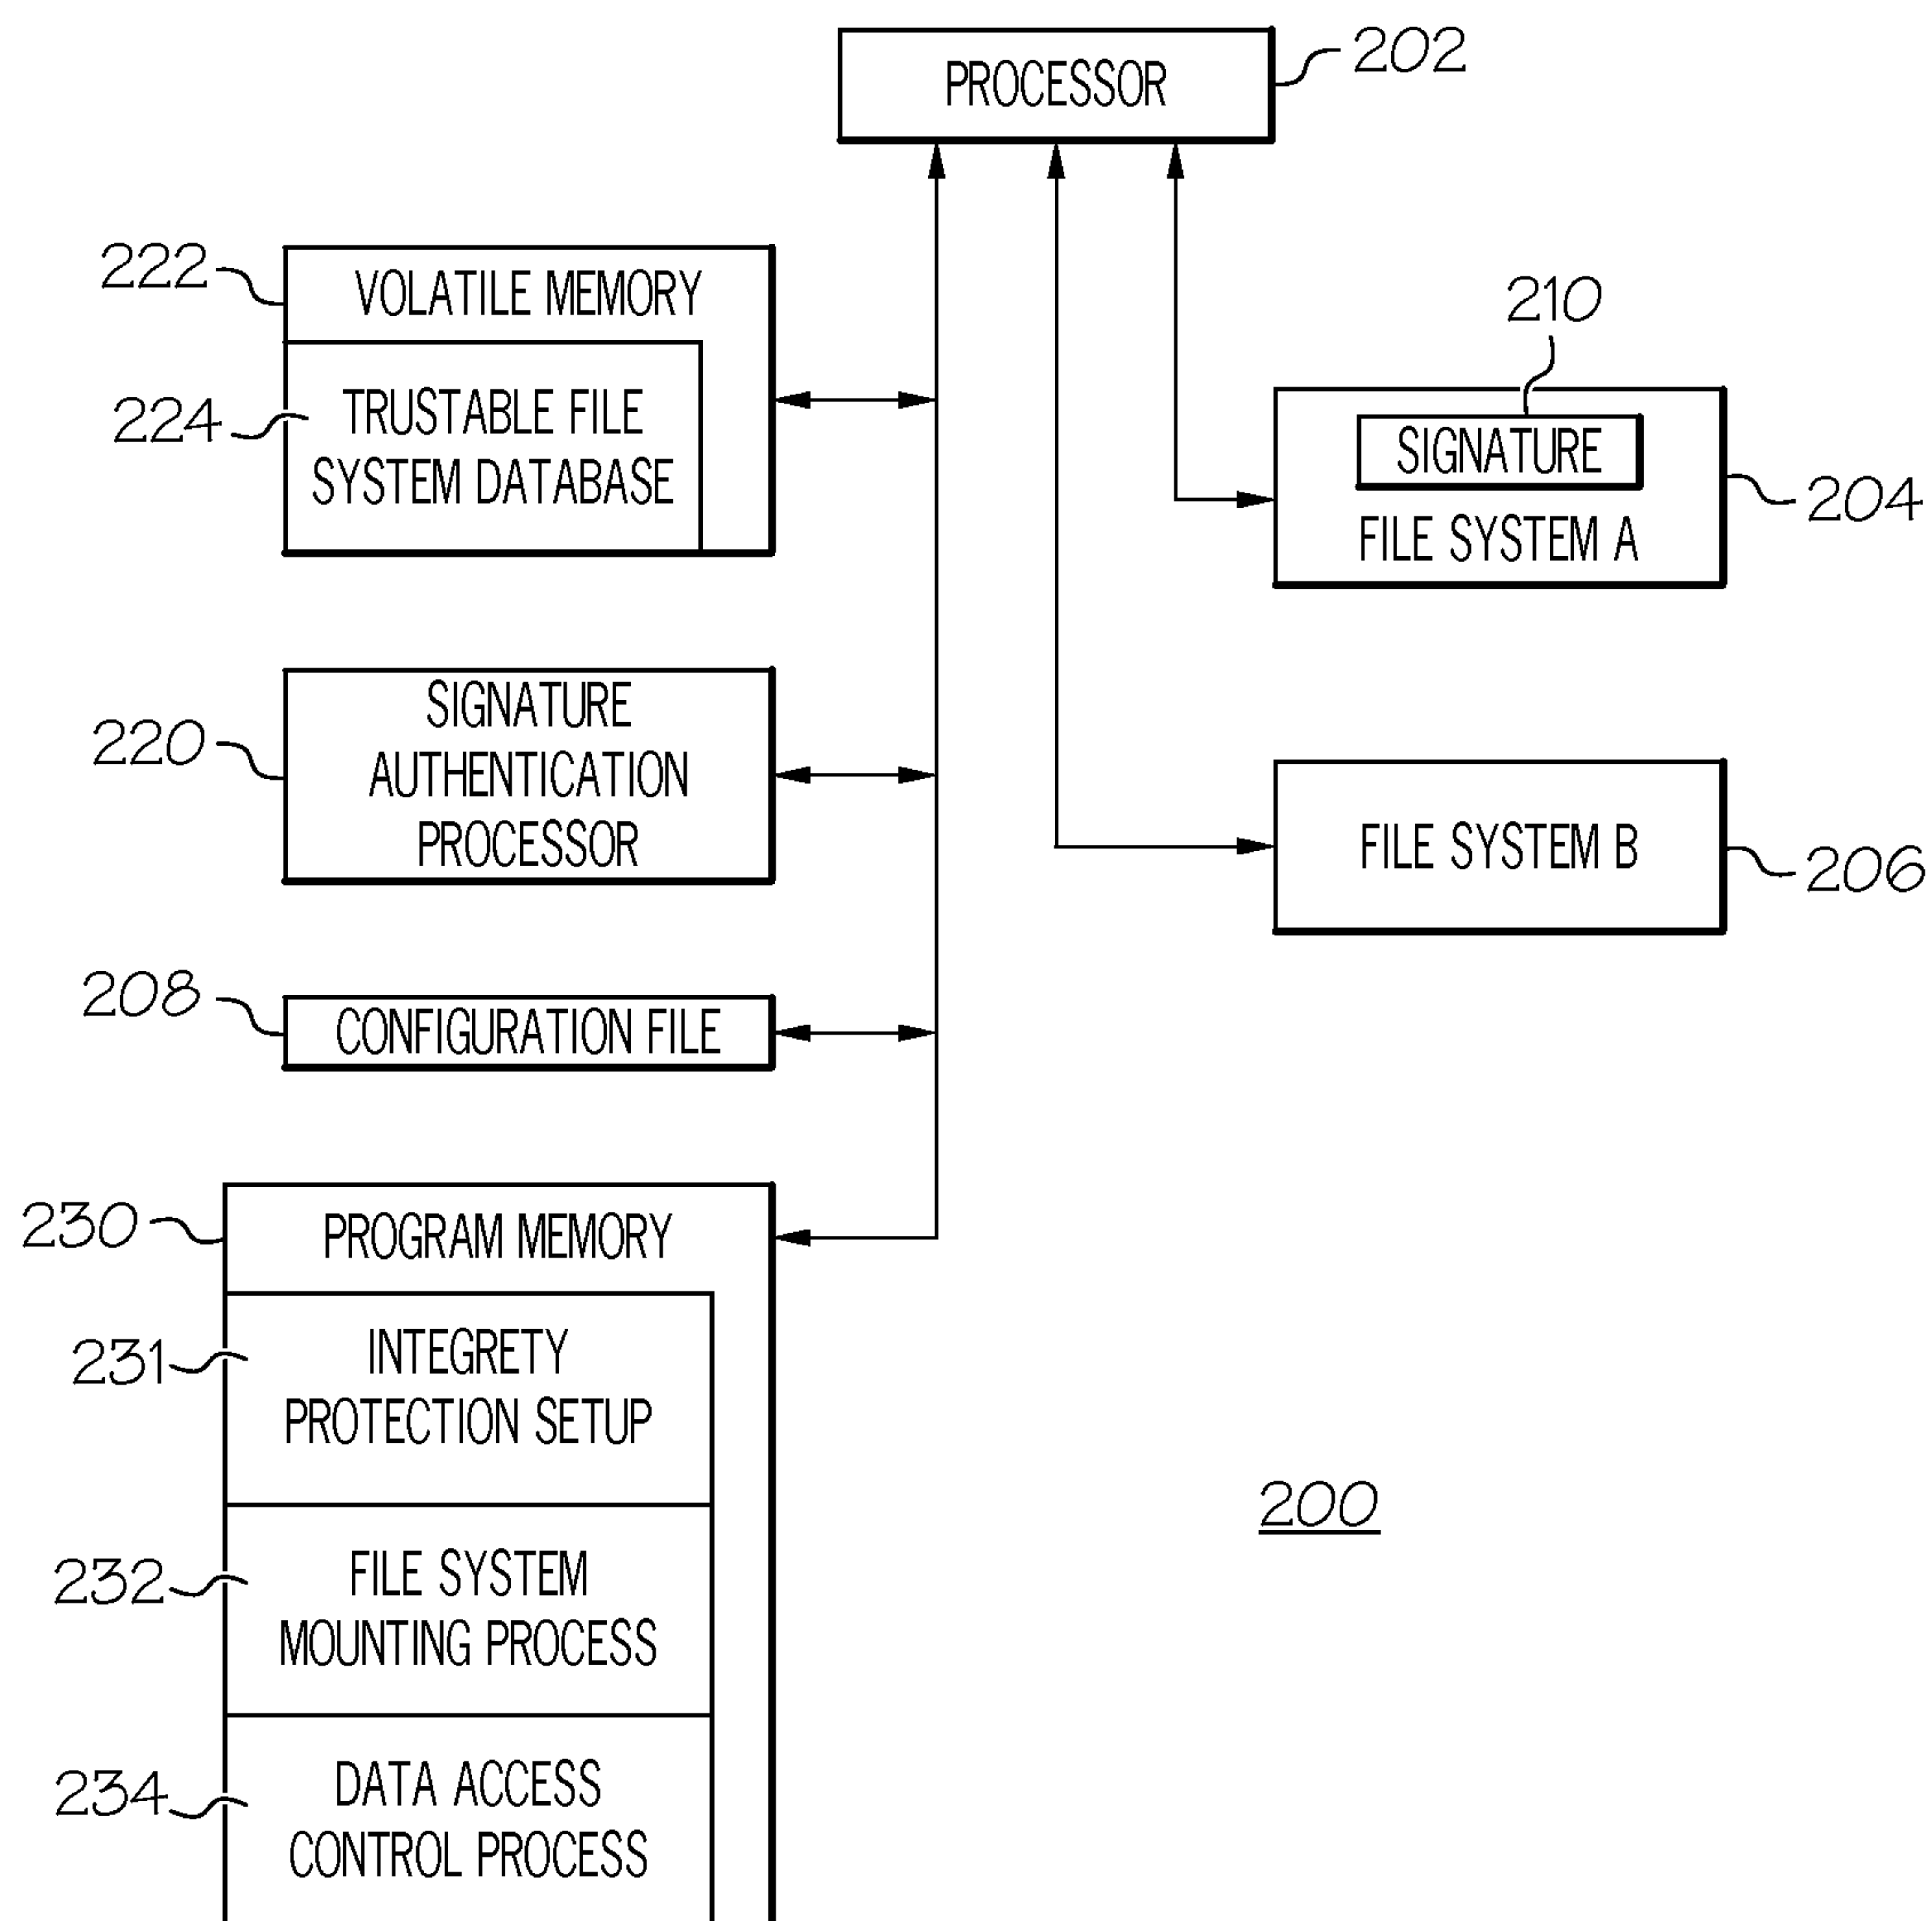 PROCESSOR
202
222
VOLATILE MEMORY
224
TRUSTABLE FILE
SYSTEM DATABASE
210
SIGNATURE
FILE SYSTEM A
204
220
SIGNATURE
AUTHENTICATION
PROCESSOR
FILE SYSTEM B
206
208
CONFIGURATION FILE
230
PROGRAM MEMORY
231
INTEGRETY
PROTECTION SETUP
232
FILE SYSTEM
MOUNTING PROCESS
234
DATA ACCESS
CONTROL PROCESS
200